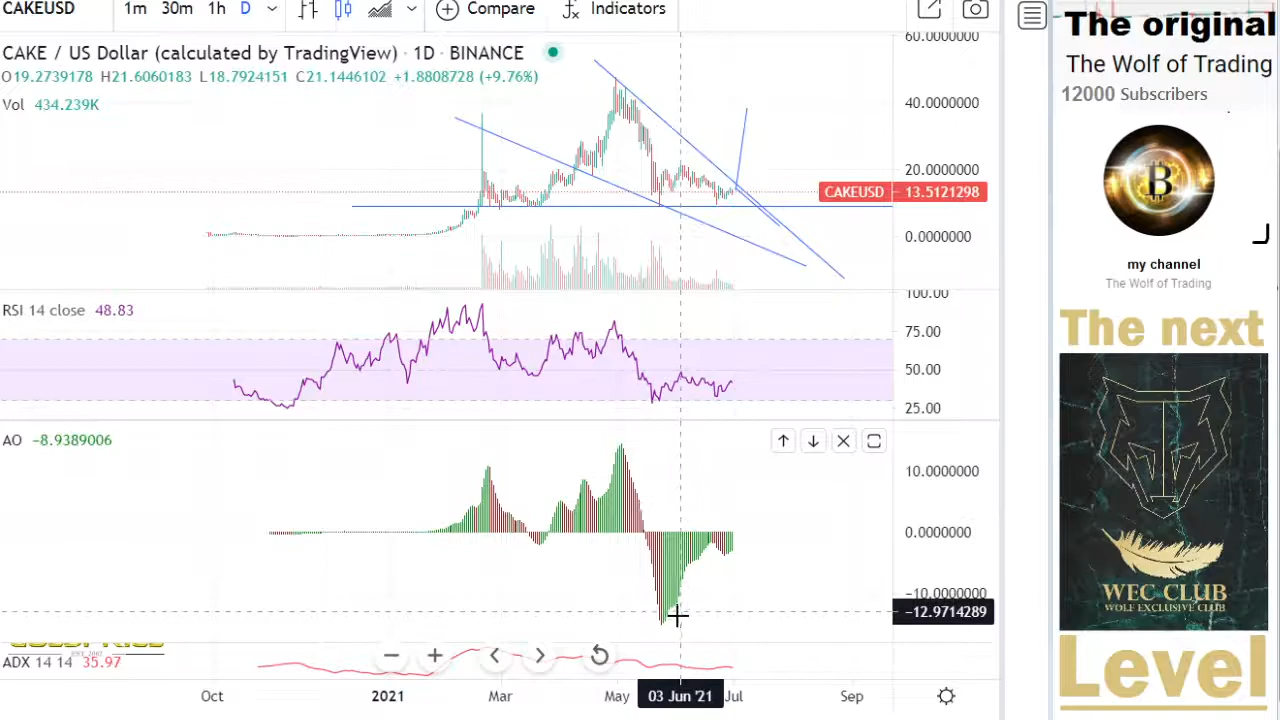 CAKEUSD
1m 30m 1h D
Compare
Indicators
CAKE / US Dollar (calculated by TradingView) · 1D · BINANCE
O19.2739178 H21.6060183 L18.7924151 C21.1446102 +1.8808728 (+9.76%)
Vol 434.239K
60.0000000
40.0000000
20.0000000
CAKEUSD 13.5121298
0.0000000
RSI 14 close 48.83
100.00
75.00
50.00
25.00
AO −8.9389006
10.0000000
0.0000000
−10.0000000
−12.9714289
ADX 14 14 35.97
Oct 2021 Mar May 03 Jun '21 Jul Sep
The original
The Wolf of Trading
12000 Subscribers
my channel
The Wolf of Trading
The next
WEC CLUB
WOLF EXCLUSIVE CLUB
Level